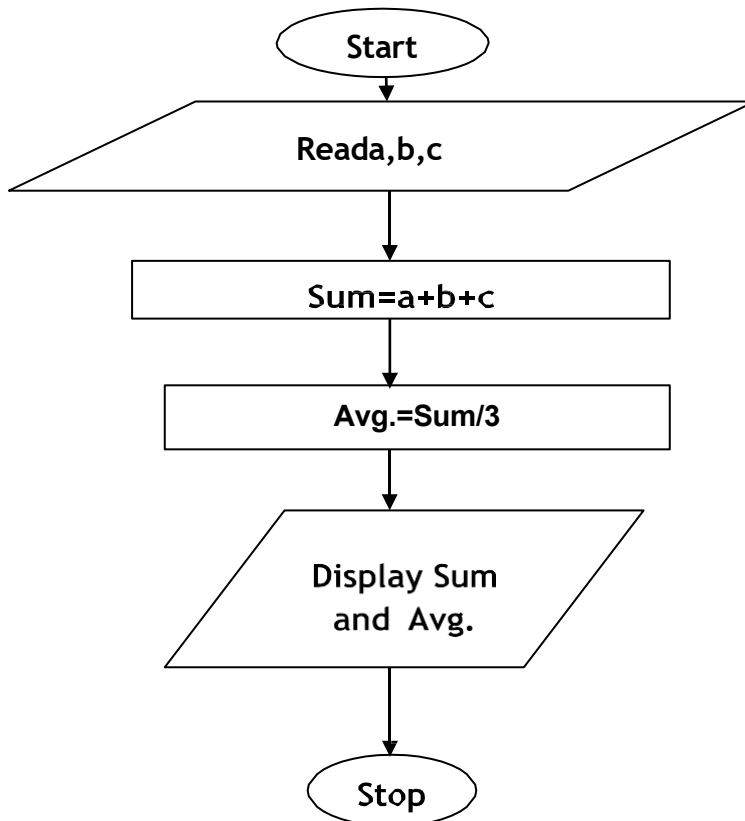 Start
Reada,b,c
Sum=a+b+c
Avg.=Sum/3
Display Sum
and Avg.
Stop